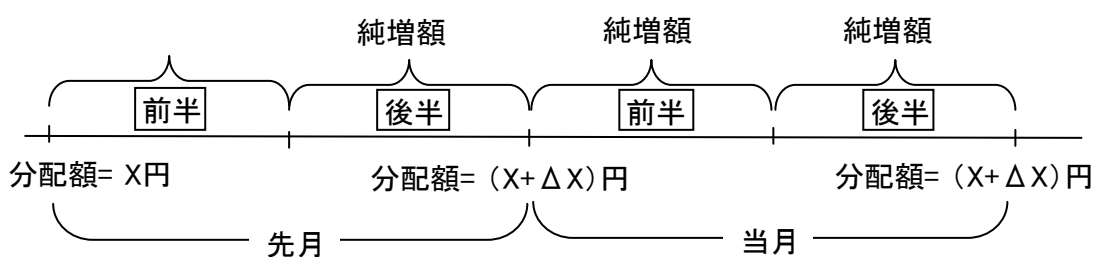 純増額 純増額 純増額
前半 後半 前半 後半
分配額= X円 分配額=（X+ΔX）円 分配額=（X+ΔX）円
先月 当月